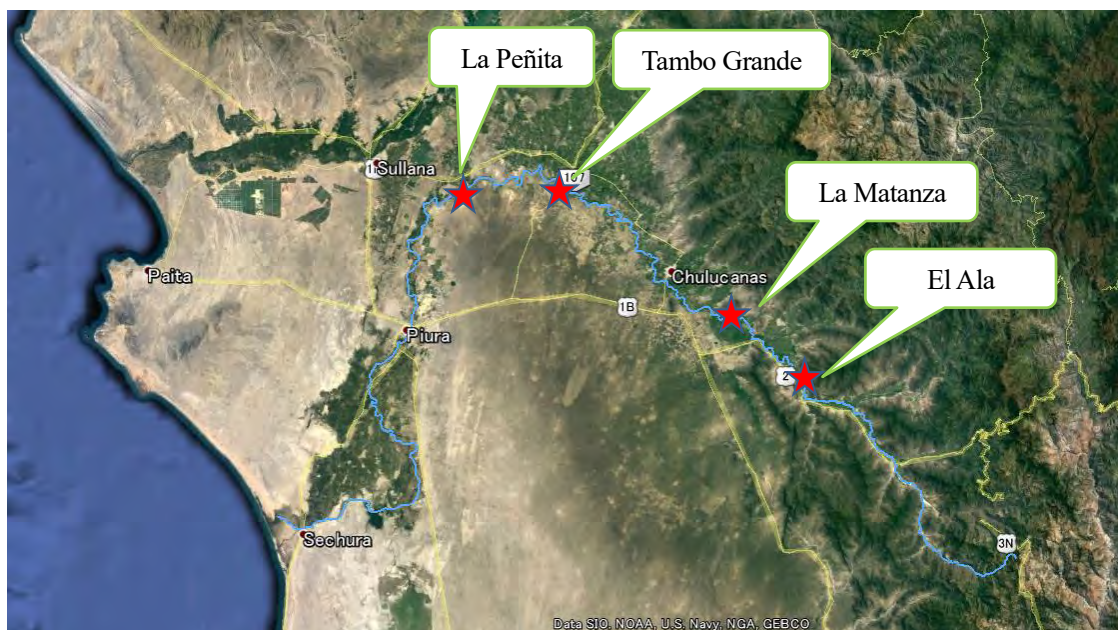 La Peñita
Tambo Grande
La Matanza
El Ala
Sullana
Chulucanas
Paita
1B
Piura
2
3N
Sechura
Data SIO, NOAA, U.S. Navy, NGA, GEBCO